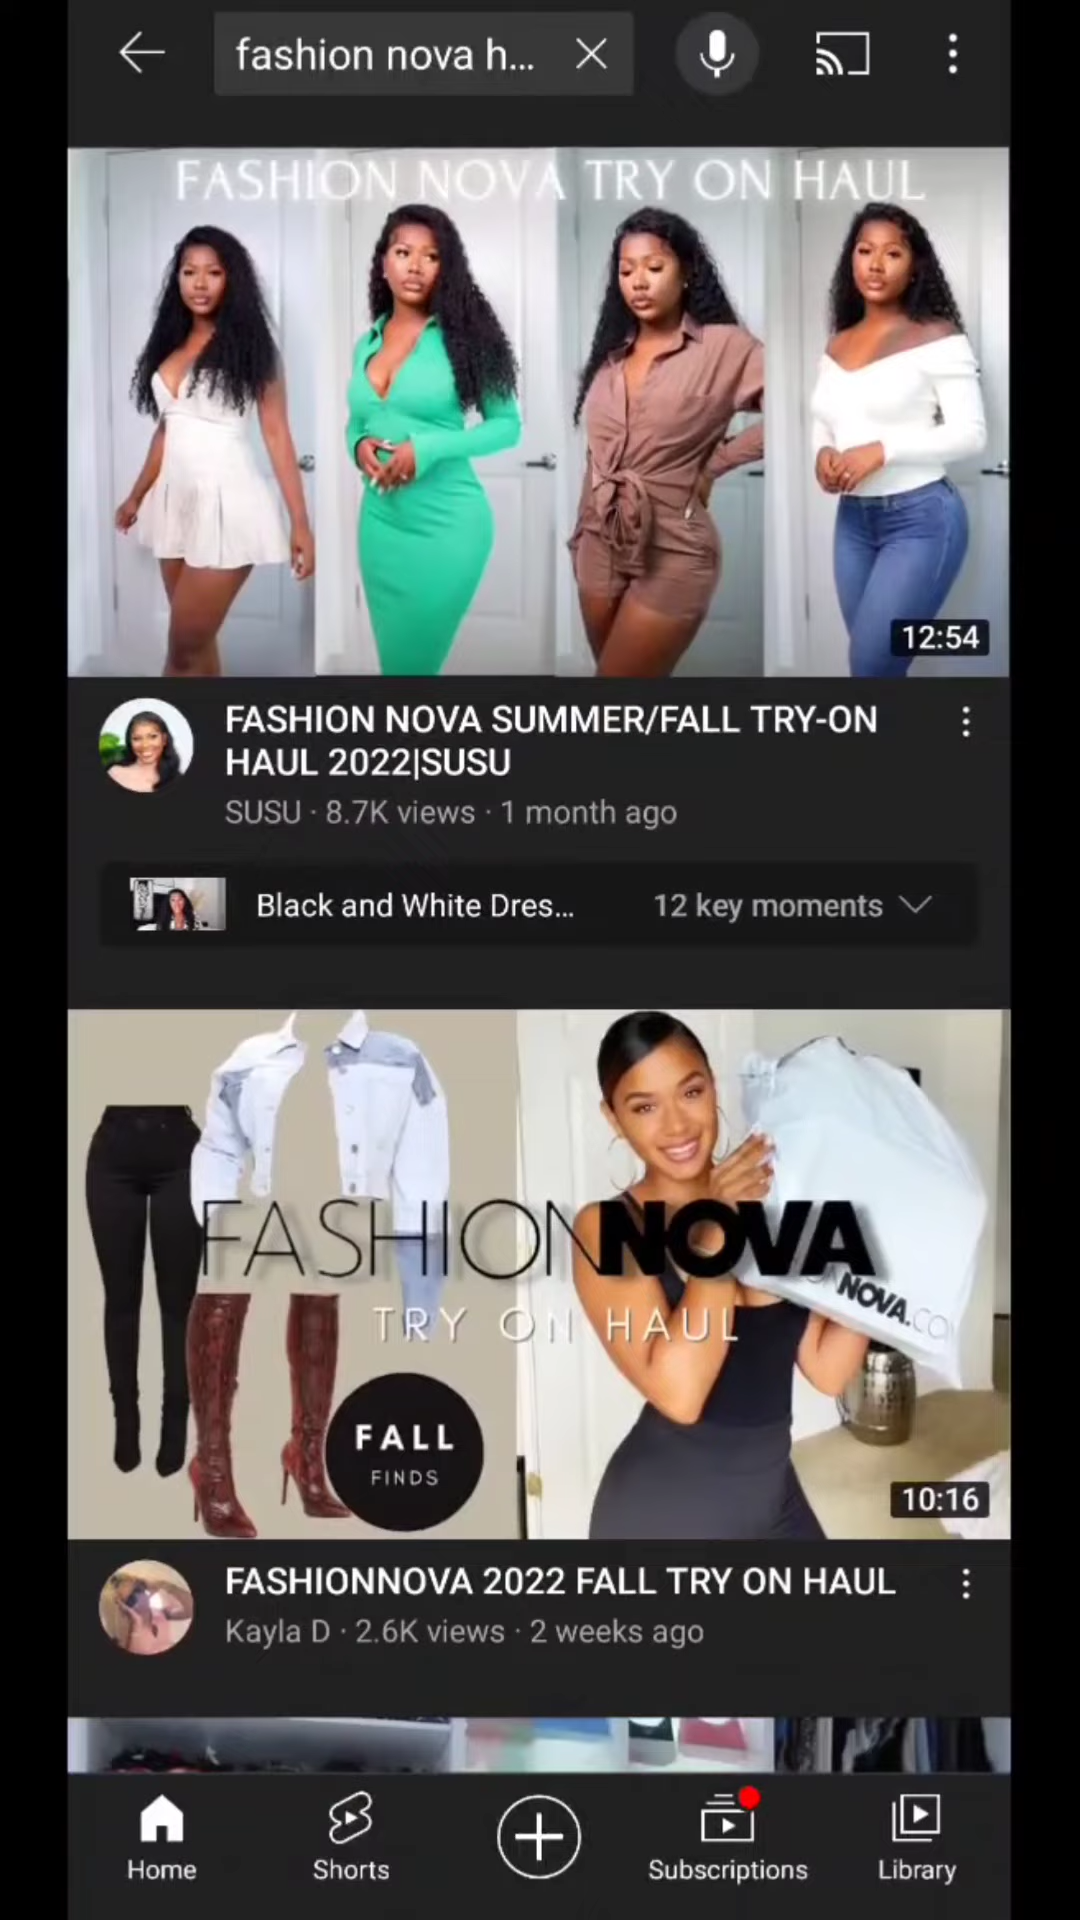 fashion nova h...
FASHION NOVA TRY ON HAUL
12:54
FASHION NOVA SUMMER/FALL TRY-ON
HAUL 2022|SUSU
SUSU · 8.7K views · 1 month ago
Black and White Dres...
12 key moments
FASHIONNOVA
NOVA.CO
TRY ON HAUL
FALL
FINDS
10:16
FASHIONNOVA 2022 FALL TRY ON HAUL
Kayla D · 2.6K views · 2 weeks ago
Home
Shorts
Subscriptions
Library